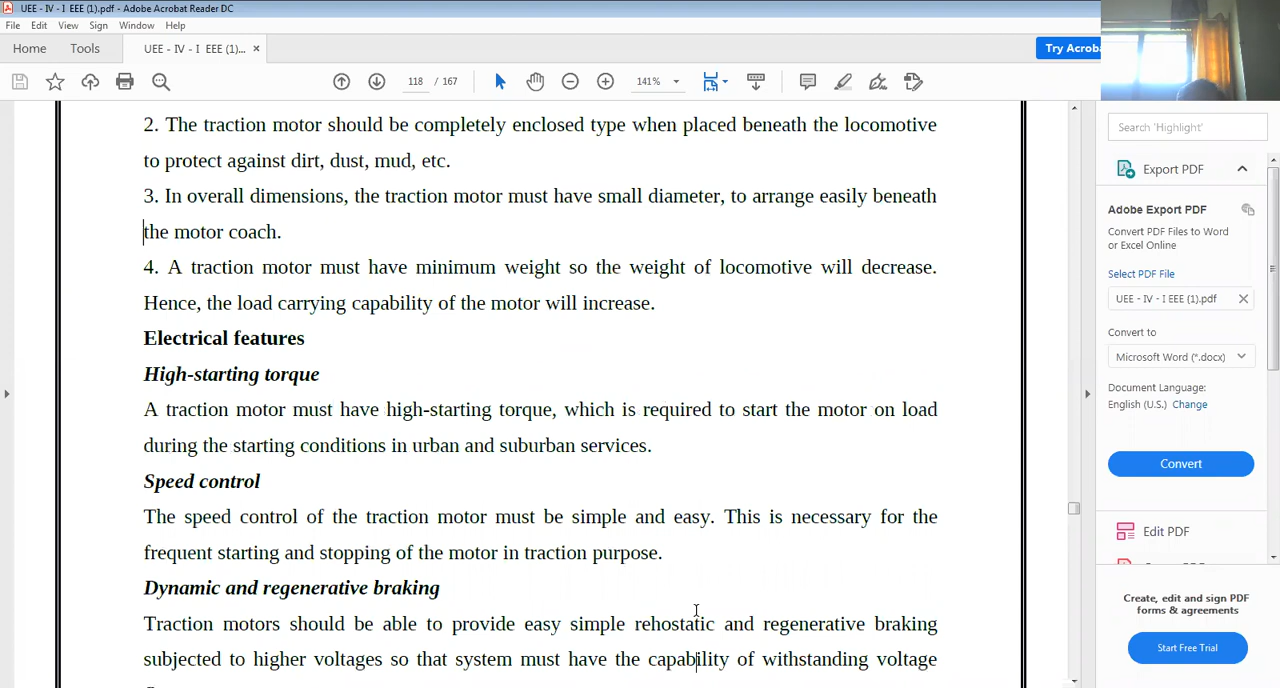 UEE - IV - I EEE (1).pdf - Adobe Acrobat Reader DC
File Edit View Sign Window Help
Home Tools UEE - IV - I EEE (1)... ×
Try Acroba
118 / 167 141%
2. The traction motor should be completely enclosed type when placed beneath the locomotive
to protect against dirt, dust, mud, etc.
3. In overall dimensions, the traction motor must have small diameter, to arrange easily beneath
the motor coach.
4. A traction motor must have minimum weight so the weight of locomotive will decrease.
Hence, the load carrying capability of the motor will increase.
Electrical features
High-starting torque
A traction motor must have high-starting torque, which is required to start the motor on load
during the starting conditions in urban and suburban services.
Speed control
The speed control of the traction motor must be simple and easy. This is necessary for the
frequent starting and stopping of the motor in traction purpose.
Dynamic and regenerative braking
Traction motors should be able to provide easy simple rehostatic and regenerative braking
subjected to higher voltages so that system must have the capability of withstanding voltage
Search 'Highlight'
Export PDF
Adobe Export PDF
Convert PDF Files to Word
or Excel Online
Select PDF File
UEE - IV - I EEE (1).pdf
Convert to
Microsoft Word (*.docx)
Document Language:
English (U.S.) Change
Convert
Edit PDF
Create, edit and sign PDF
forms & agreements
Start Free Trial